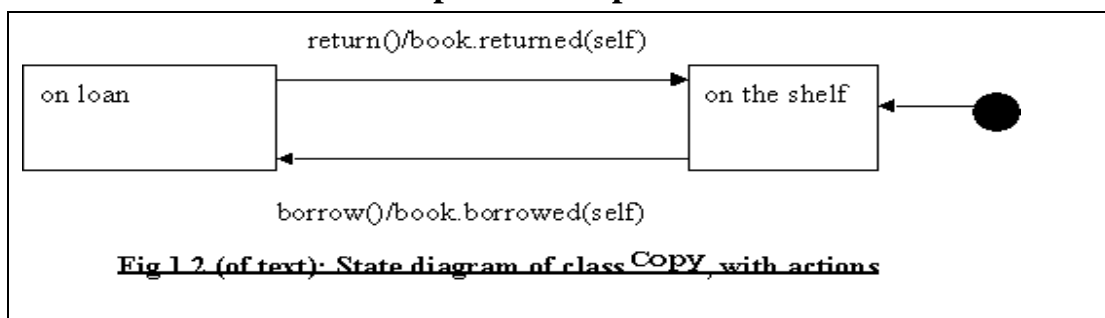 return()/book.returned(self)
on loan
on the shelf
borrow()/book.borrowed(self)
Fig 1.2 (of text): State diagram of class Copy, with actions